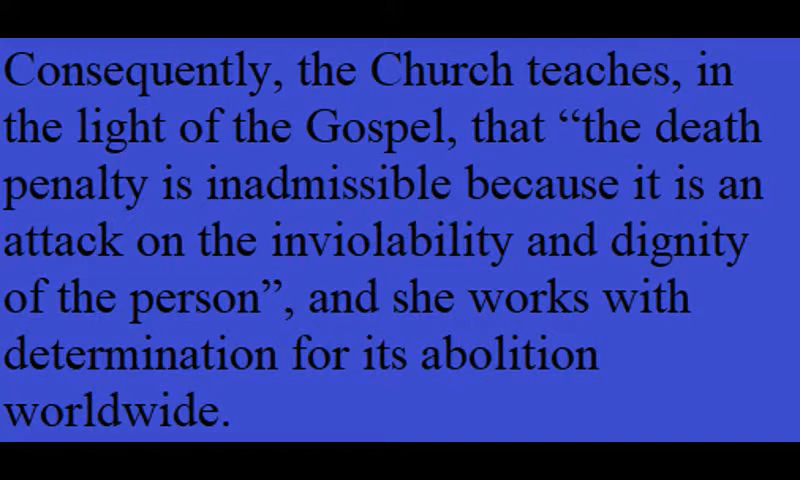 Consequently, the Church teaches, in
the light of the Gospel, that “the death
penalty is inadmissible because it is an
attack on the inviolability and dignity
of the person”, and she works with
determination for its abolition
worldwide.